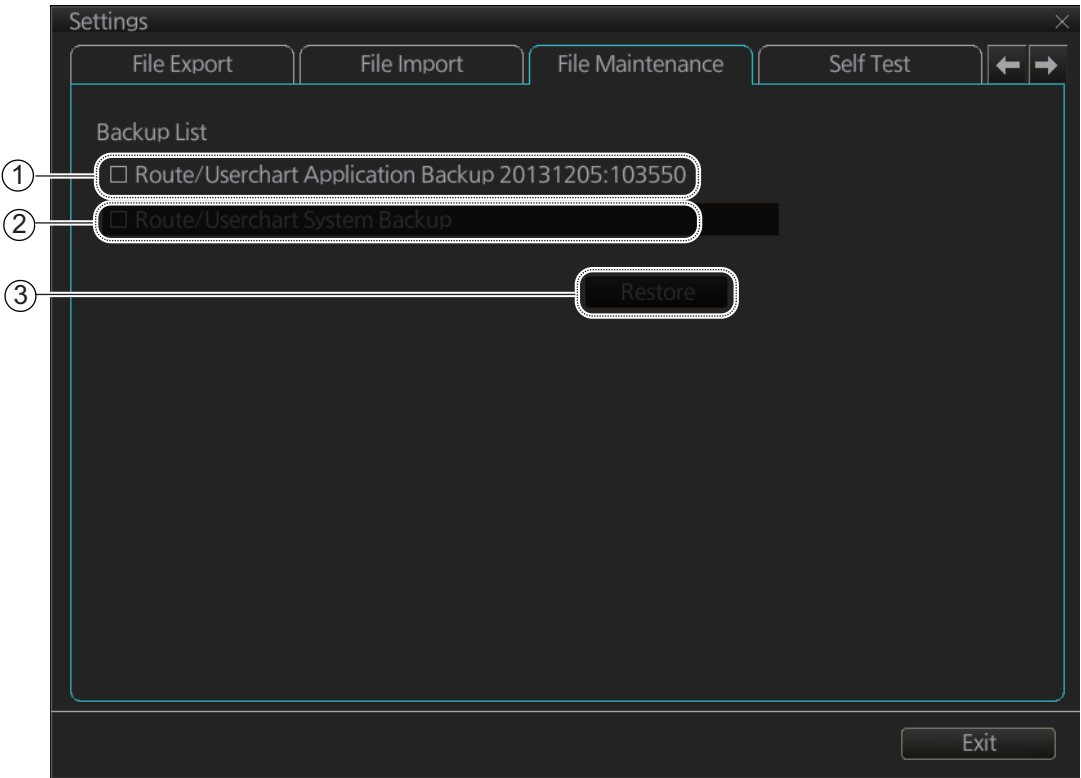 Settings
File Export
File Import
File Maintenance
Self Test
Backup List
1
Route/Userchart Application Backup 20131205:103550
2
Route/Userchart System Backup
3
Restore
Exit